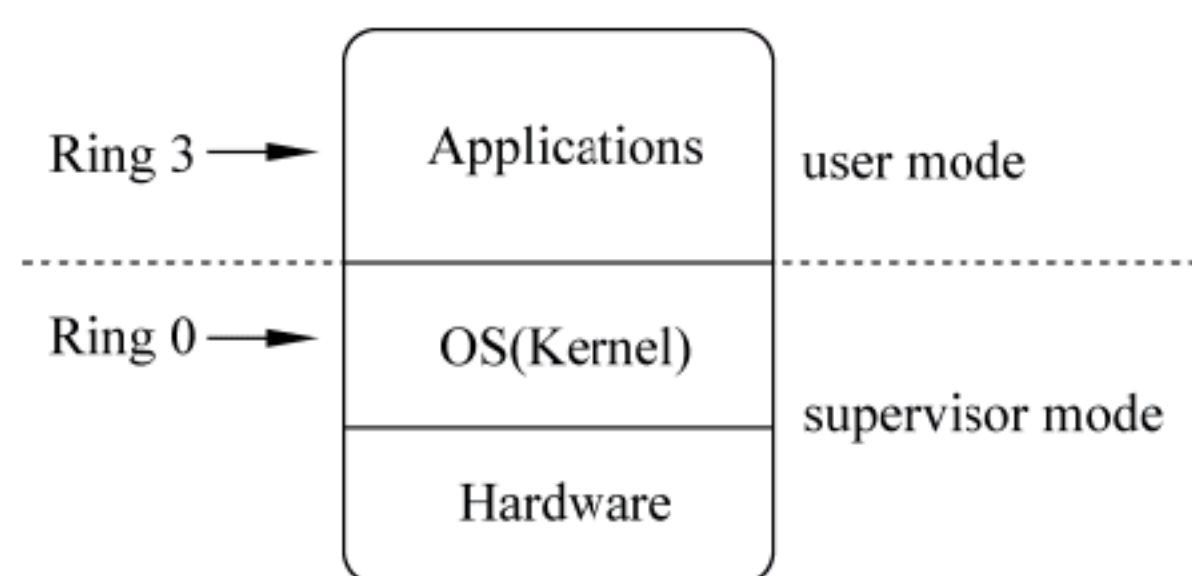 Ring 3
Applications
user mode
Ring 0
OS(Kernel)
supervisor mode
Hardware